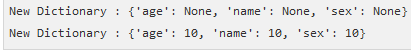 New Dictionary : {'age': None, 'name': None, 'sex': None}
New Dictionary : {'age': 10, 'name': 10, 'sex': 10}